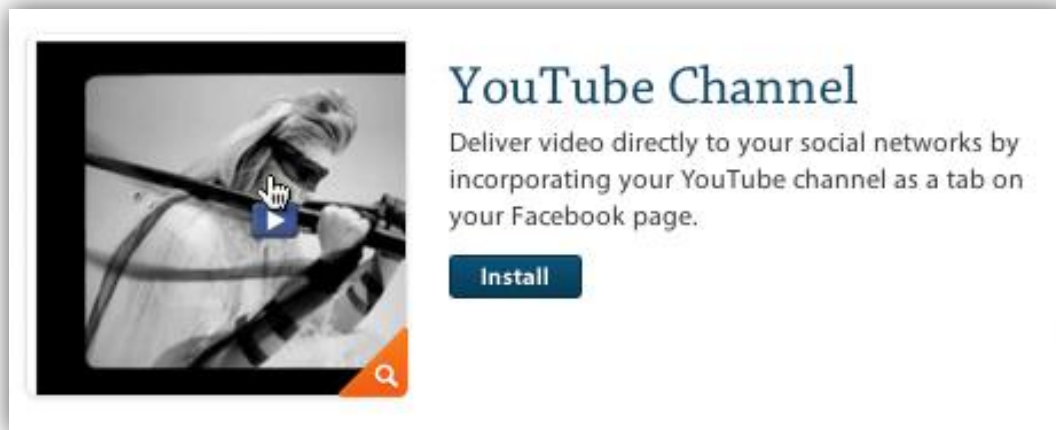 YouTube Channel
Deliver video directly to your social networks by
incorporating your YouTube channel as a tab on
your Facebook page.
Install